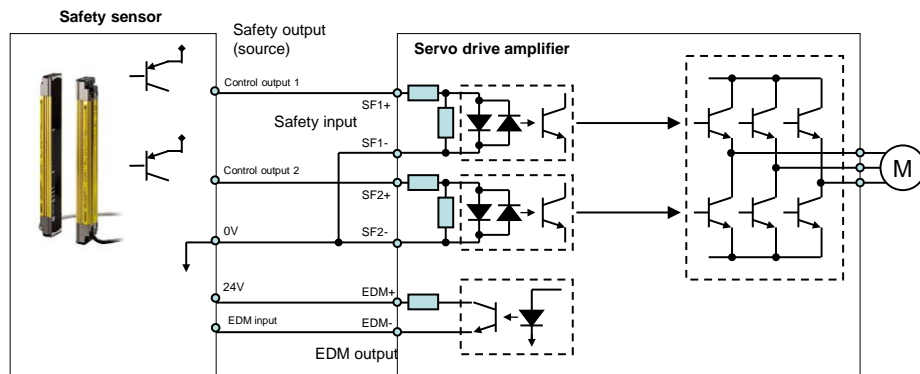 Safety sensor
Safety output
(source)
Servo drive amplifier
Control output 1
SF1+
Safety input
SF1-
Control output 2
SF2+
0V
SF2-
M
24V
EDM+
EDM input
EDM-
EDM output